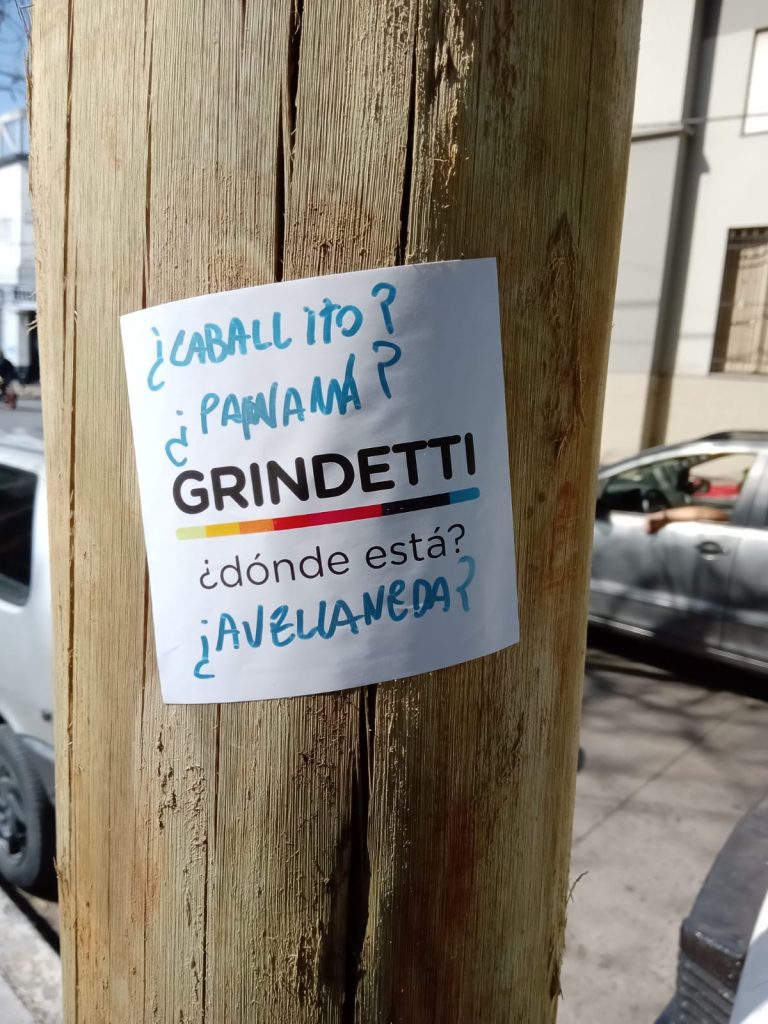 ¿CABALLITO?
¿PANAMÁ?
GRINDETTI
¿dónde está?
¿AVELLANEDA?